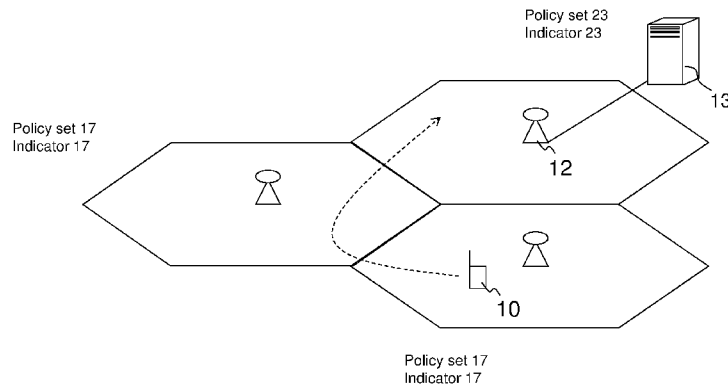 Policy set 23
Indicator 23
13
Policy set 17
Indicator 17
12
10
Policy set 17
Indicator 17